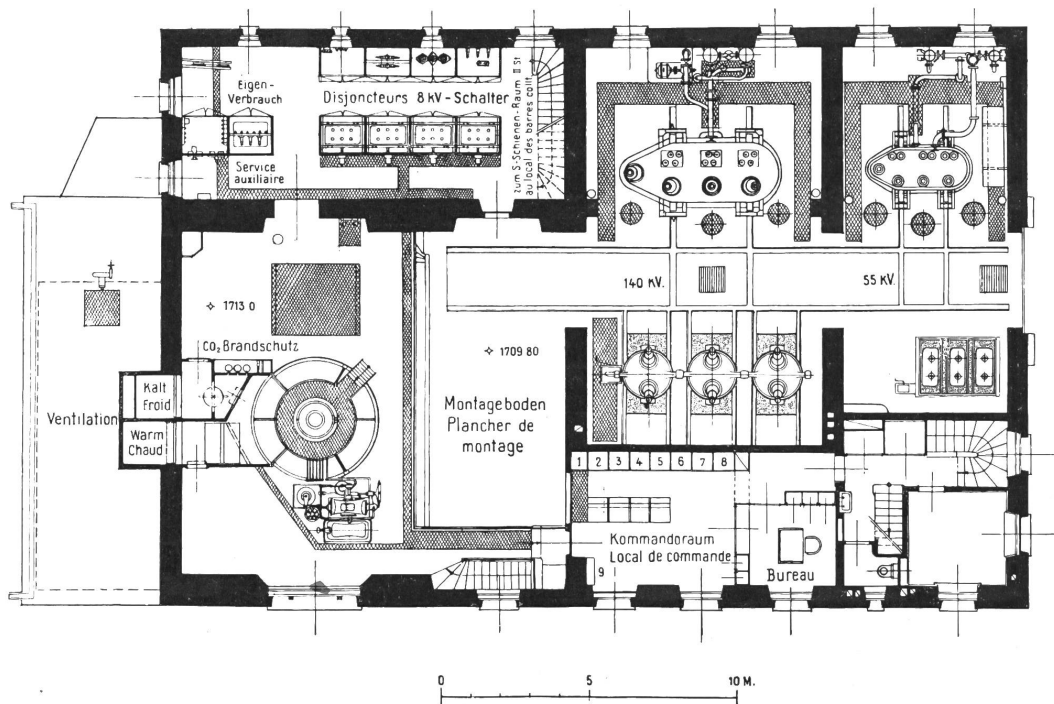 Eigen-
Verbrauch
Service
auxiliaire
Disjoncteurs 8 kV-Schalter
zum S.-Schienen-Raum II St
au local des barres coll!
140 KV.
55 KV.
1713 0
CO₂ Brandschutz
Kalt
Froid
Warm
Chaud
Ventilation
1709 80
Montageboden
Plancher de
montage
1 2 3 4 5 6 7 8
9
Kommandoraum
Local de commande
Bureau
0 5 10 M.